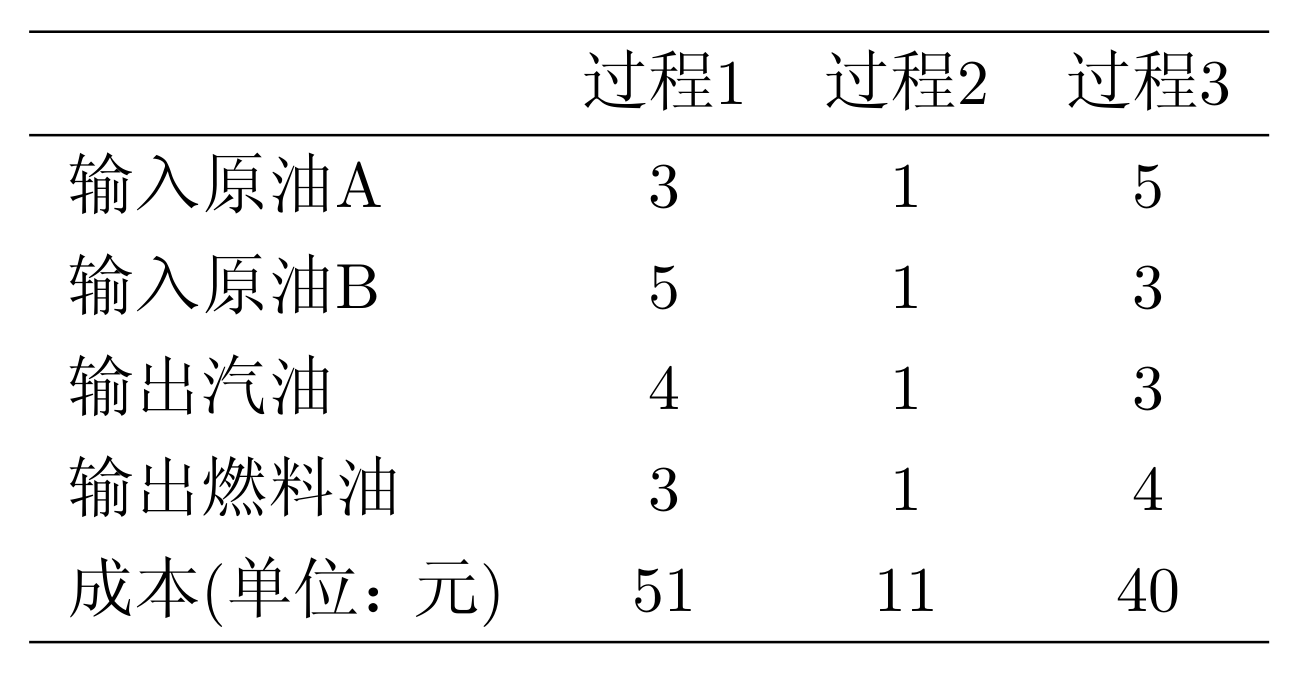 过程1 过程2 过程3
输入原油A 3 1 5
输入原油B 5 1 3
输出汽油 4 1 3
输出燃料油 3 1 4
成本(单位：元) 51 11 40